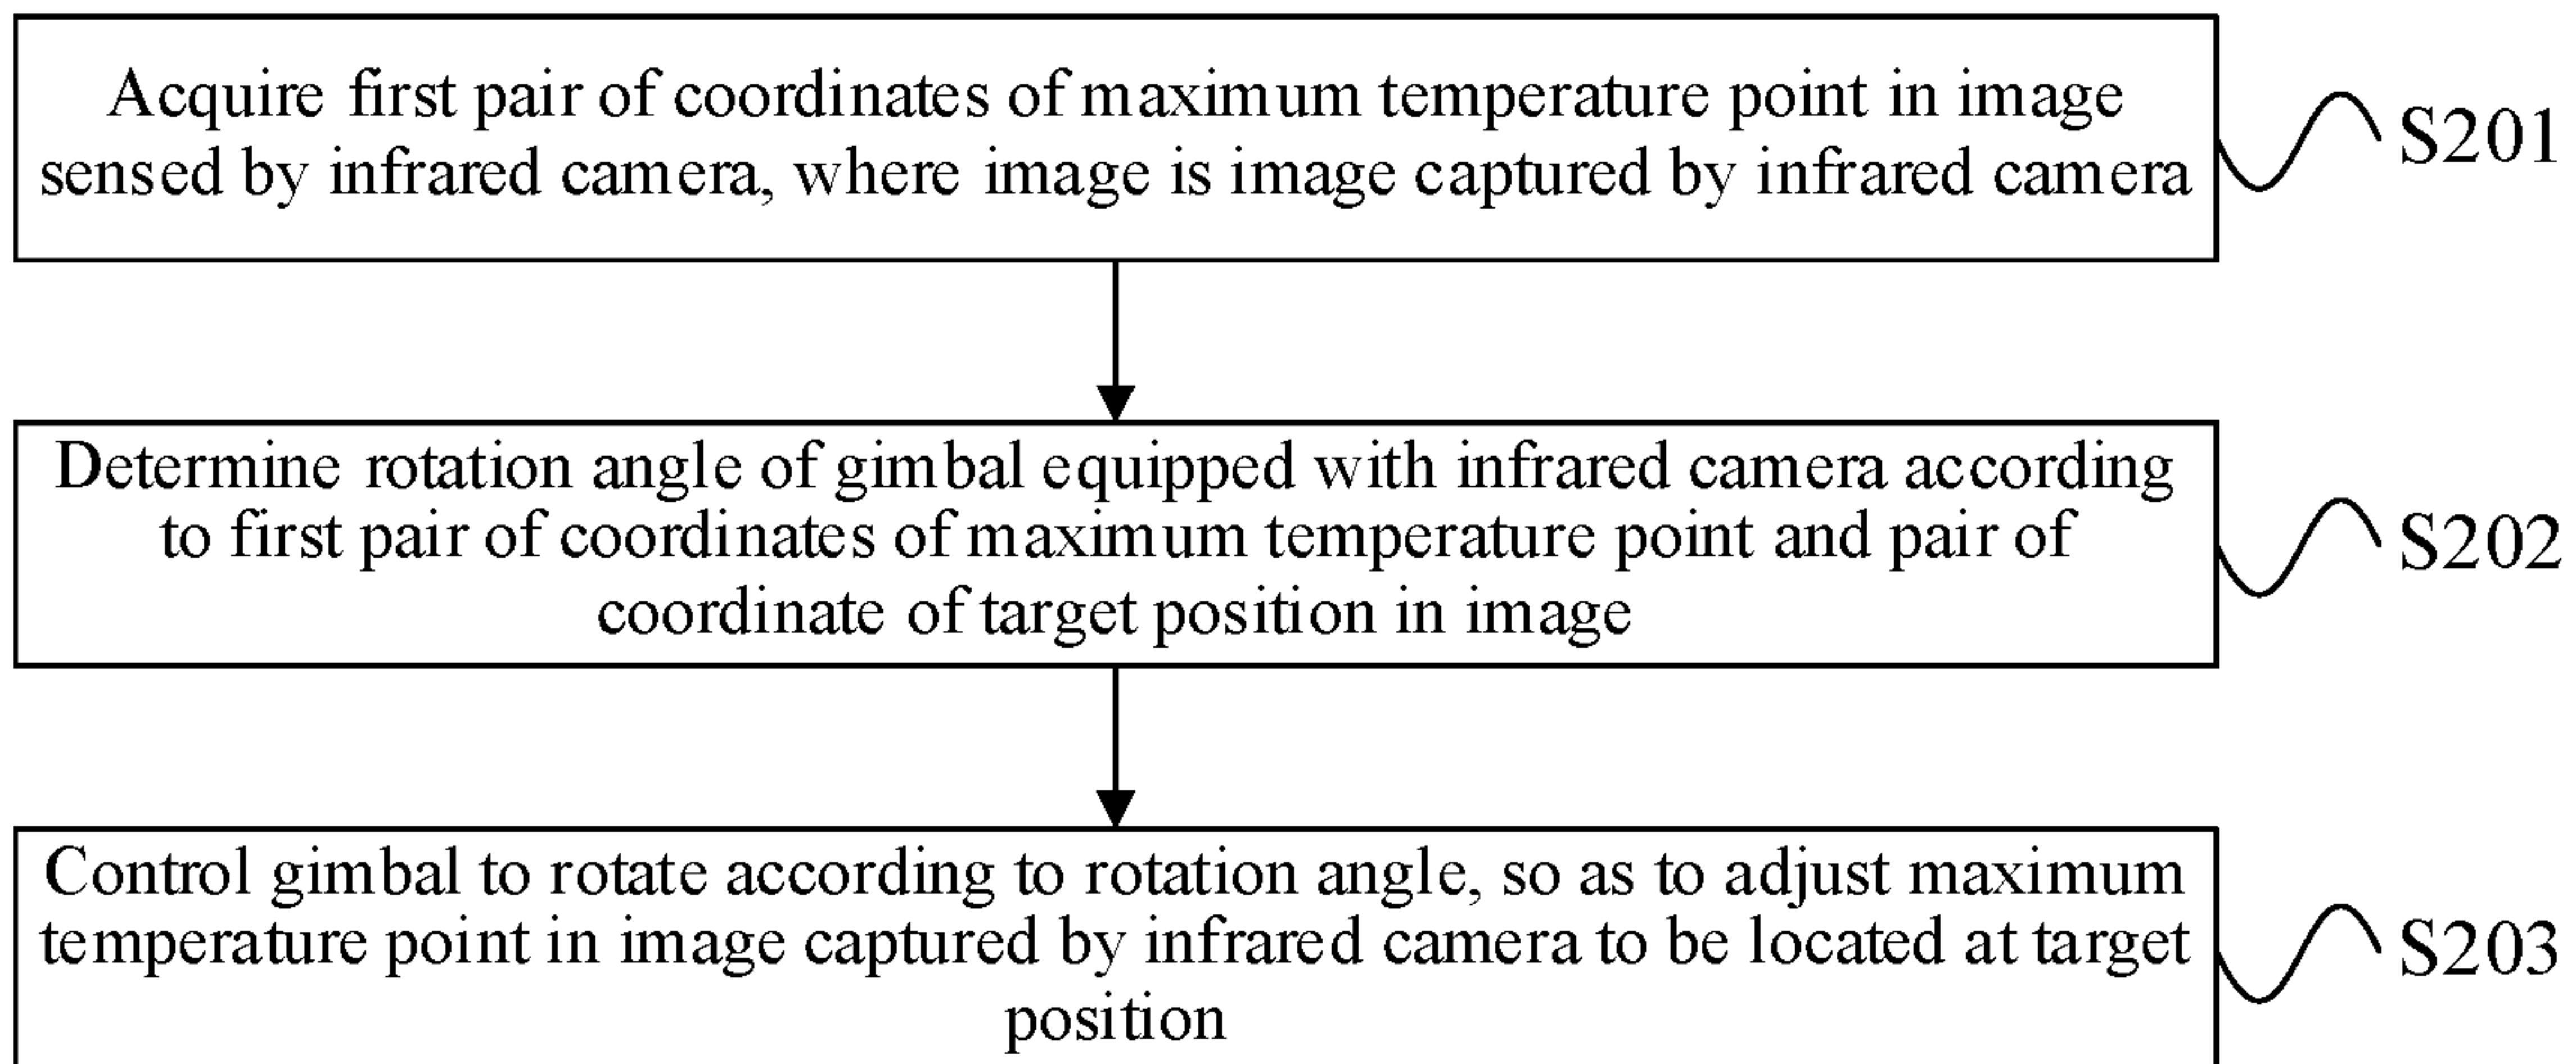 Acquire first pair of coordinates of maximum temperature point in image
sensed by infrared camera, where image is image captured by infrared camera
S201
Determine rotation angle of gimbal equipped with infrared camera according
to first pair of coordinates of maximum temperature point and pair of
coordinate of target position in image
S202
Control gimbal to rotate according to rotation angle, so as to adjust maximum
temperature point in image captured by infrared camera to be located at target
position
S203